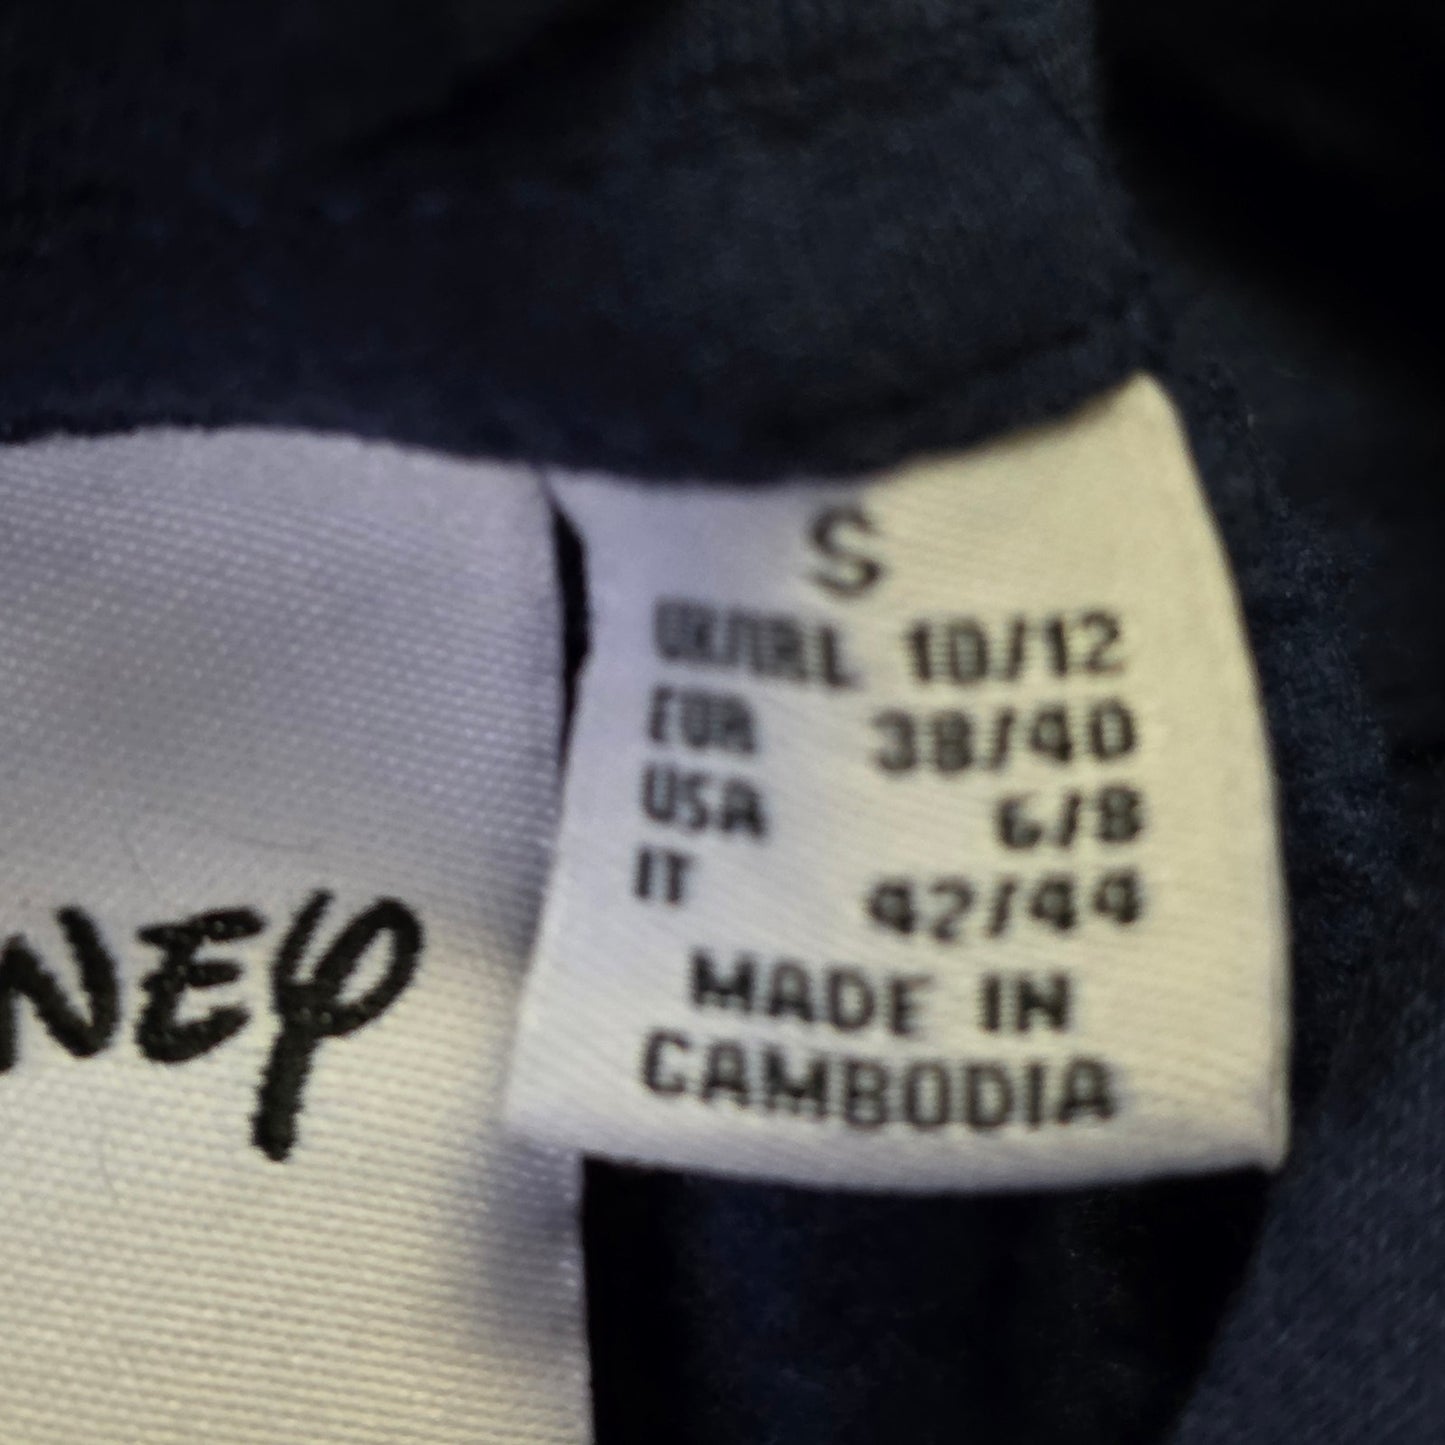 S
UK/IRL 10/12
EUR 38/40
USA 6/8
IT 42/44
MADE IN
CAMBODIA
NEY